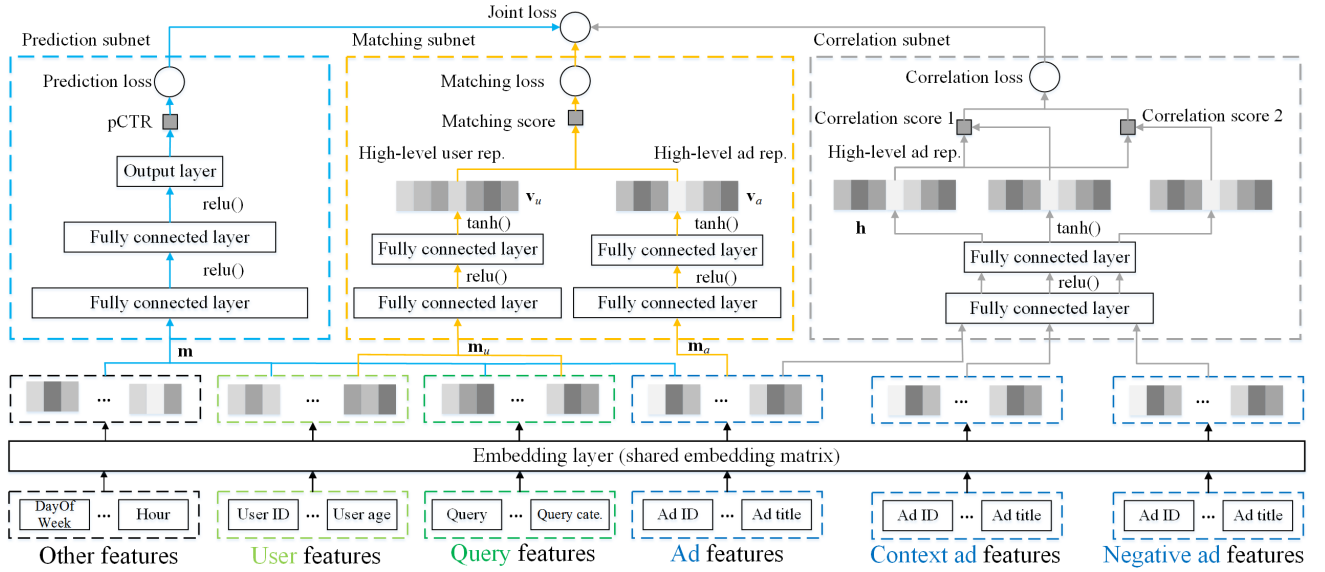 Joint loss
Prediction subnet
Matching subnet
Correlation subnet
Prediction loss
Matching loss
Correlation loss
pCTR
Matching score
Correlation score 1
Correlation score 2
High-level user rep.
High-level ad rep.
High-level ad rep.
Output layer
v_u
v_a
relu()
tanh()
tanh()
h
tanh()
Fully connected layer
Fully connected layer
Fully connected layer
Fully connected layer
relu()
relu()
relu()
relu()
Fully connected layer
Fully connected layer
Fully connected layer
Fully connected layer
m
m_u
m_a
...
...
...
...
...
...
Embedding layer (shared embedding matrix)
DayOf
Week
...
Hour
User ID
...
User age
Query
...
Query cate.
Ad ID
...
Ad title
Ad ID
...
Ad title
Ad ID
...
Ad title
Other features
User features
Query features
Ad features
Context ad features
Negative ad features